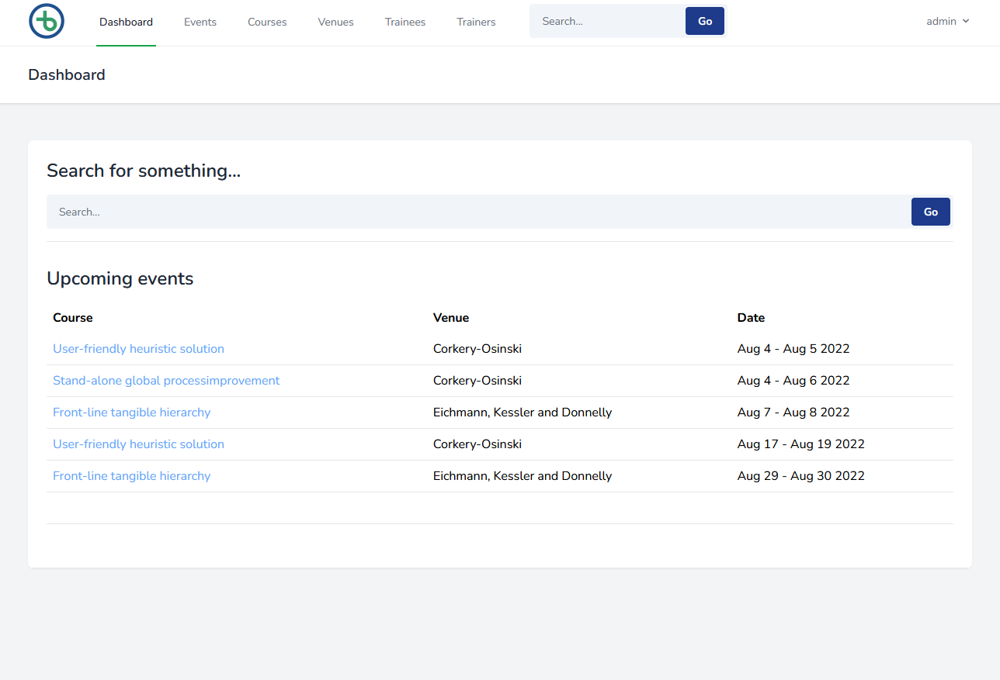 Dashboard Events Courses Venues Trainees Trainers Search... Go admin
Dashboard
Search for something...
Search... Go
Upcoming events
Course Venue Date
User-friendly heuristic solution Corkery-Osinski Aug 4 - Aug 5 2022
Stand-alone global processimprovement Corkery-Osinski Aug 4 - Aug 6 2022
Front-line tangible hierarchy Eichmann, Kessler and Donnelly Aug 7 - Aug 8 2022
User-friendly heuristic solution Corkery-Osinski Aug 17 - Aug 19 2022
Front-line tangible hierarchy Eichmann, Kessler and Donnelly Aug 29 - Aug 30 2022